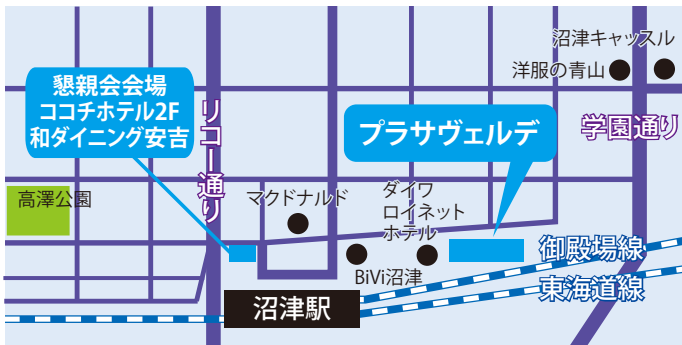 沼津キャッスル
洋服の青山
懇親会会場
ココチホテル2F
和ダイニング安吉
リコー通り
プラサヴェルデ
学園通り
高澤公園
マクドナルド
ダイワ
ロイネット
ホテル
BiVi沼津
御殿場線
東海道線
沼津駅